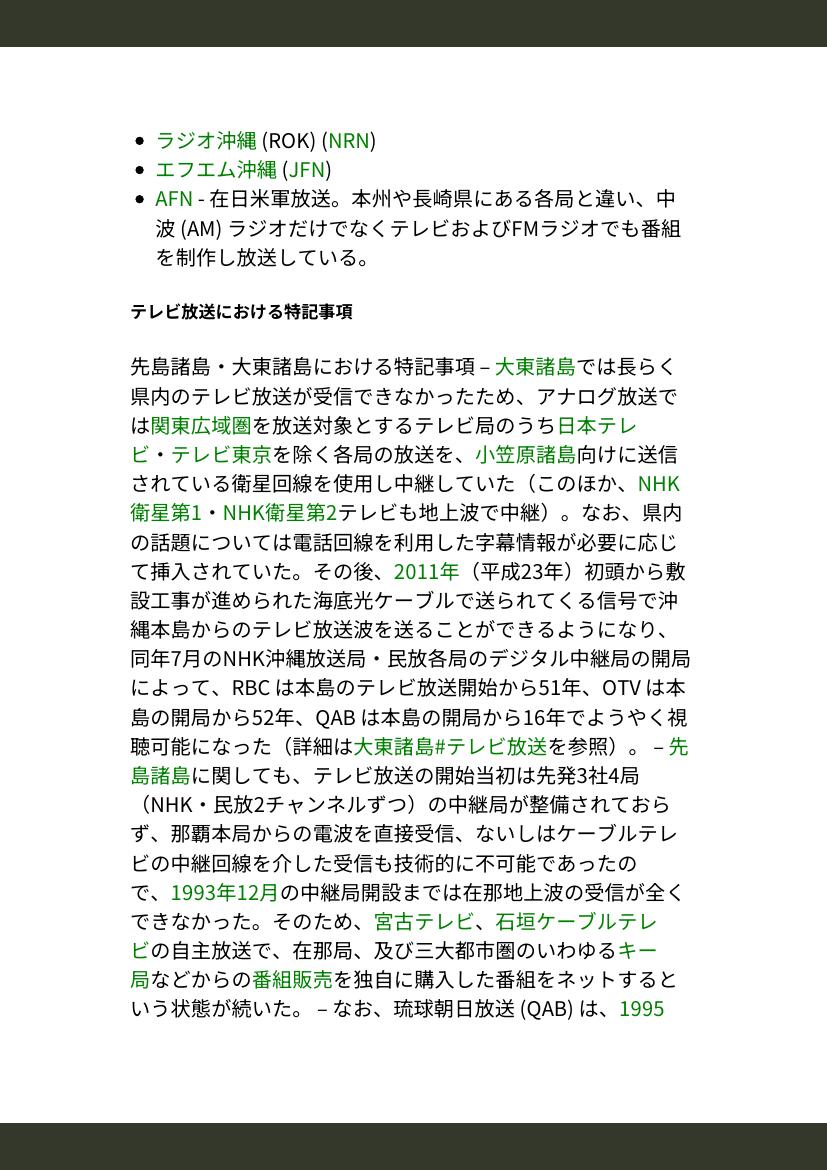 • ラジオ沖縄 (ROK) (NRN)
• エフエム沖縄 (JFN)
• AFN - 在日米軍放送。本州や長崎県にある各局と違い、中
波 (AM) ラジオだけでなくテレビおよびFMラジオでも番組
を制作し放送している。
テレビ放送における特記事項
先島諸島・大東諸島における特記事項 – 大東諸島では長らく
県内のテレビ放送が受信できなかったため、アナログ放送で
は関東広域圏を放送対象とするテレビ局のうち日本テレ
ビ・テレビ東京を除く各局の放送を、小笠原諸島向けに送信
されている衛星回線を使用し中継していた（このほか、NHK
衛星第1・NHK衛星第2テレビも地上波で中継）。なお、県内
の話題については電話回線を利用した字幕情報が必要に応じ
て挿入されていた。その後、2011年（平成23年）初頭から敷
設工事が進められた海底光ケーブルで送られてくる信号で沖
縄本島からのテレビ放送波を送ることができるようになり、
同年7月のNHK沖縄放送局・民放各局のデジタル中継局の開局
によって、RBC は本島のテレビ放送開始から51年、OTV は本
島の開局から52年、QAB は本島の開局から16年でようやく視
聴可能になった（詳細は大東諸島#テレビ放送を参照）。 – 先
島諸島に関しても、テレビ放送の開始当初は先発3社4局
（NHK・民放2チャンネルずつ）の中継局が整備されておら
ず、那覇本局からの電波を直接受信、ないしはケーブルテレ
ビの中継回線を介した受信も技術的に不可能であったの
で、1993年12月の中継局開設までは在那地上波の受信が全く
できなかった。そのため、宮古テレビ、石垣ケーブルテレ
ビの自主放送で、在那局、及び三大都市圏のいわゆるキー
局などからの番組販売を独自に購入した番組をネットすると
いう状態が続いた。 – なお、琉球朝日放送 (QAB) は、1995